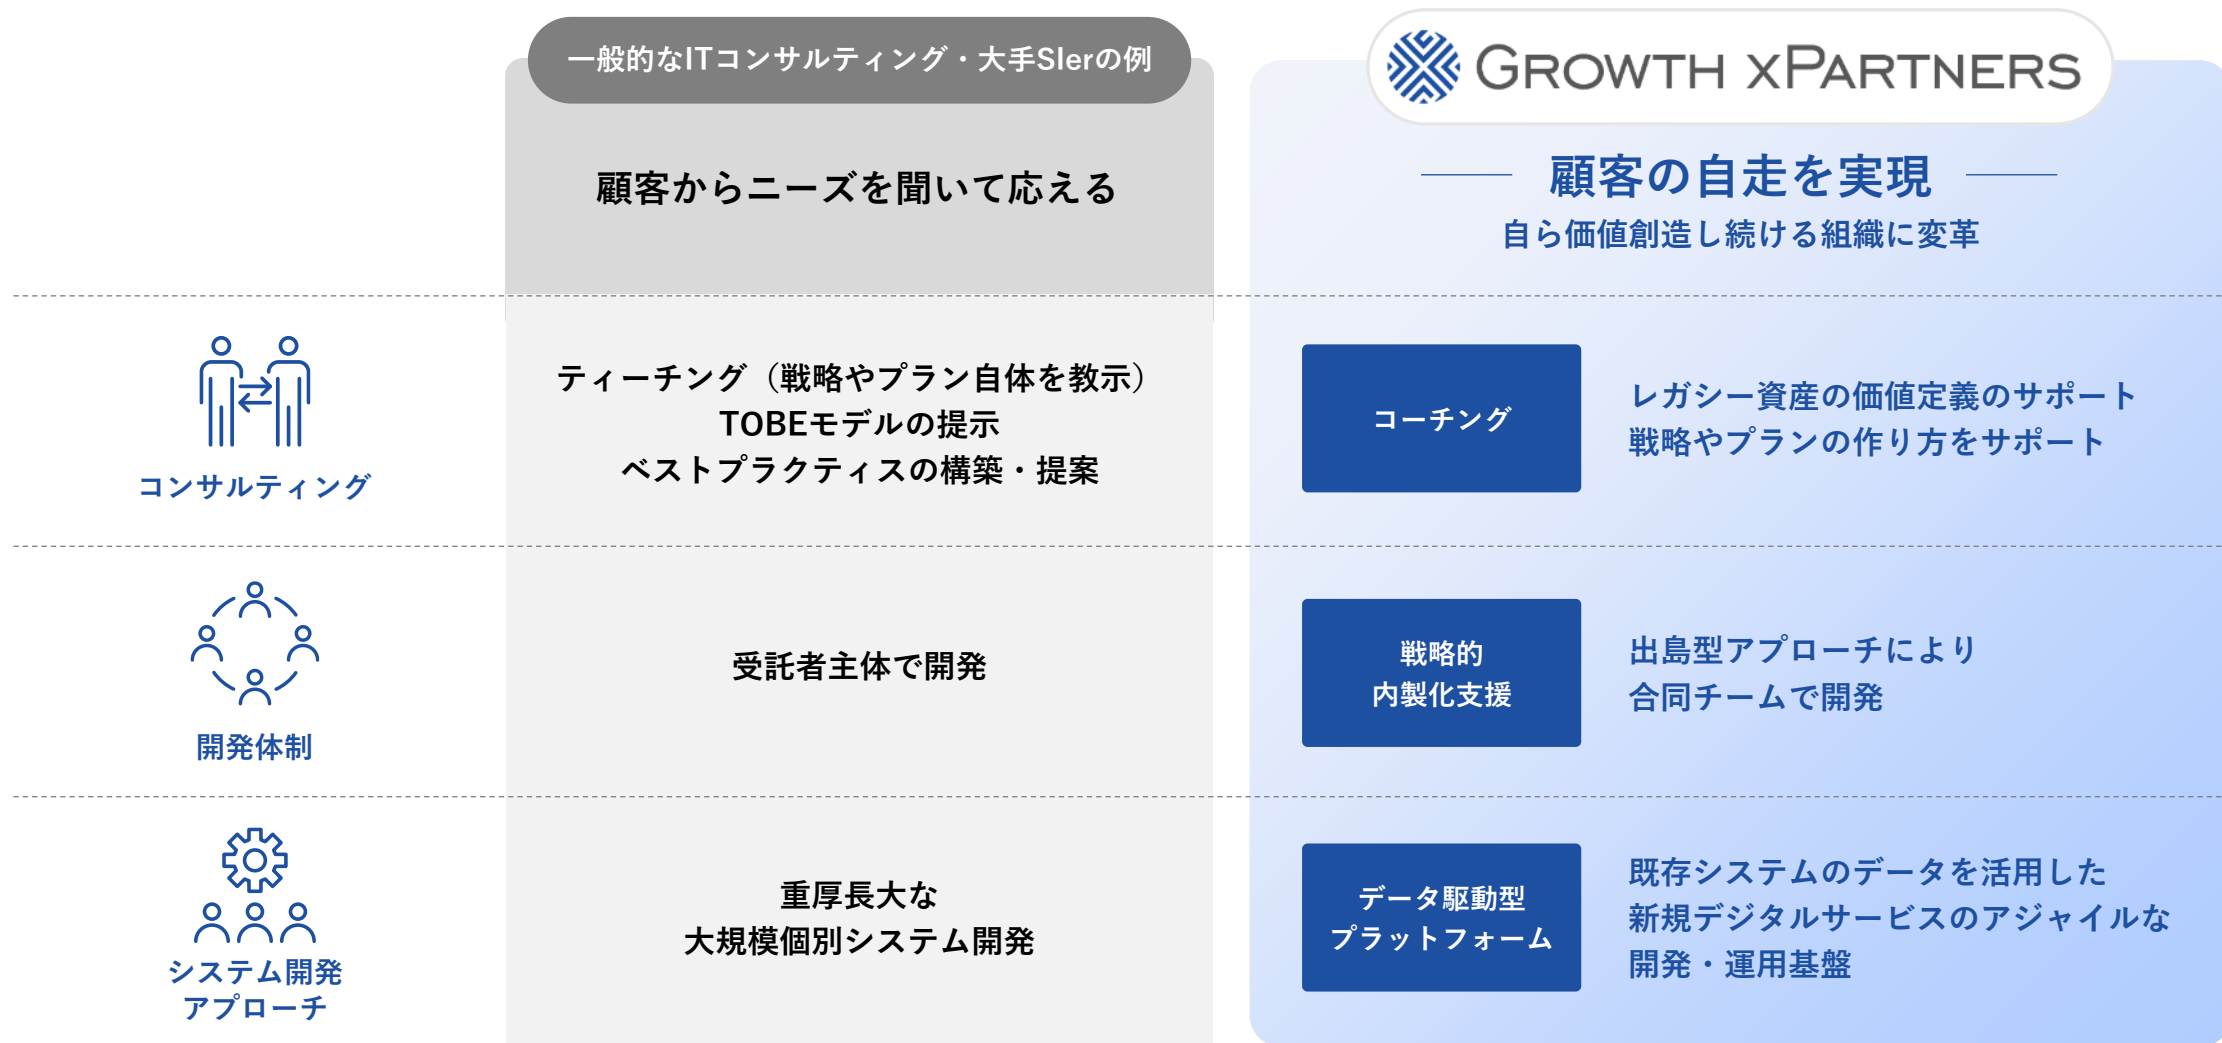 一般的なITコンサルティング・大手SIerの例
GROWTH xPARTNERS
顧客からニーズを聞いて応える
顧客の自走を実現
自ら価値創造し続ける組織に変革
コンサルティング
ティーチング（戦略やプラン自体を教示）
TOBEモデルの提示
ベストプラクティスの構築・提案
コーチング
レガシー資産の価値定義のサポート
戦略やプランの作り方をサポート
開発体制
受託者主体で開発
戦略的
内製化支援
出島型アプローチにより
合同チームで開発
システム開発
アプローチ
重厚長大な
大規模個別システム開発
データ駆動型
プラットフォーム
既存システムのデータを活用した
新規デジタルサービスのアジャイルな
開発・運用基盤